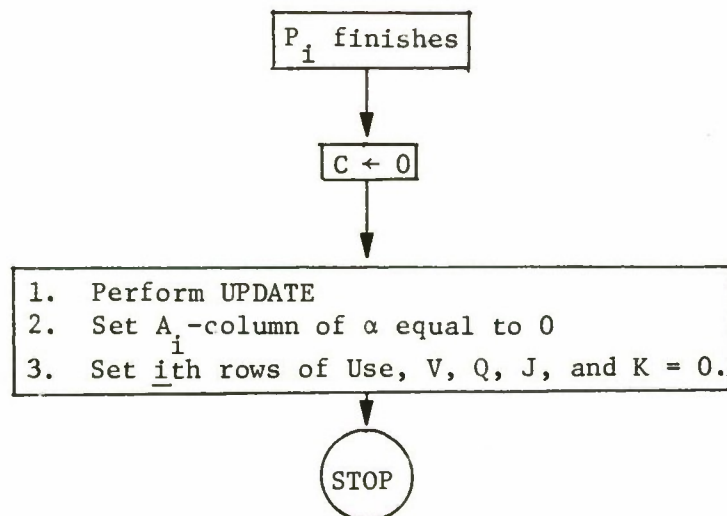 P_i finishes
C ← 0
1. Perform UPDATE
2. Set A_i-column of α equal to 0
3. Set ith rows of Use, V, Q, J, and K = 0.
STOP